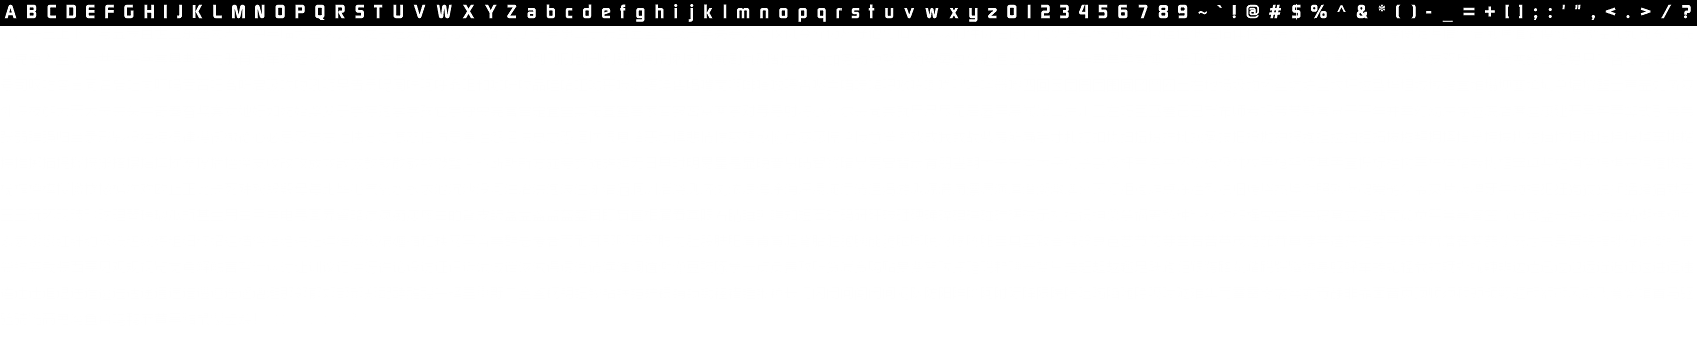 A B C D E F G H I J K L M N O P Q R S T U V W X Y Z a b c d e f g h i j k l m n o p q r s t u v w x y z 0 1 2 3 4 5 6 7 8 9 ~ ` ! @ # $ % ^ & * ( ) - _ = + [ ] ; : ' " , < . > / ?